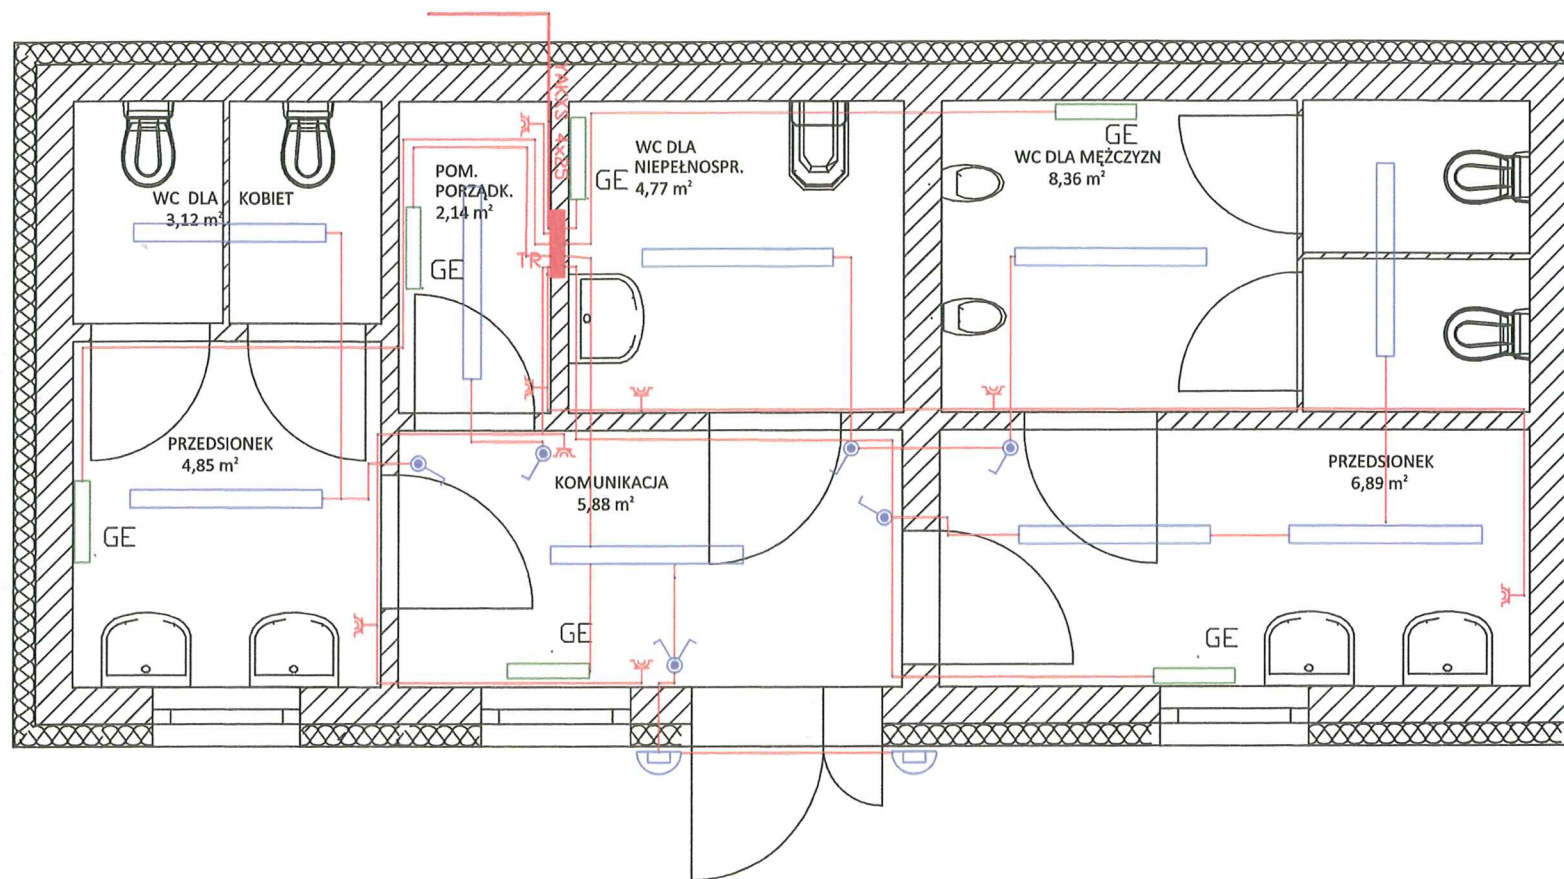 YAKXS 4x25
WC DLA KOBIET
3,12 m²
POM.
PORZĄDK.
2,14 m²
GE
TR
WC DLA
NIEPEŁNOSPR.
4,77 m²
GE
WC DLA MĘŻCZYZN
8,36 m²
GE
PRZEDSIONEK
4,85 m²
GE
KOMUNIKACJA
5,88 m²
GE
PRZEDSIONEK
6,89 m²
GE